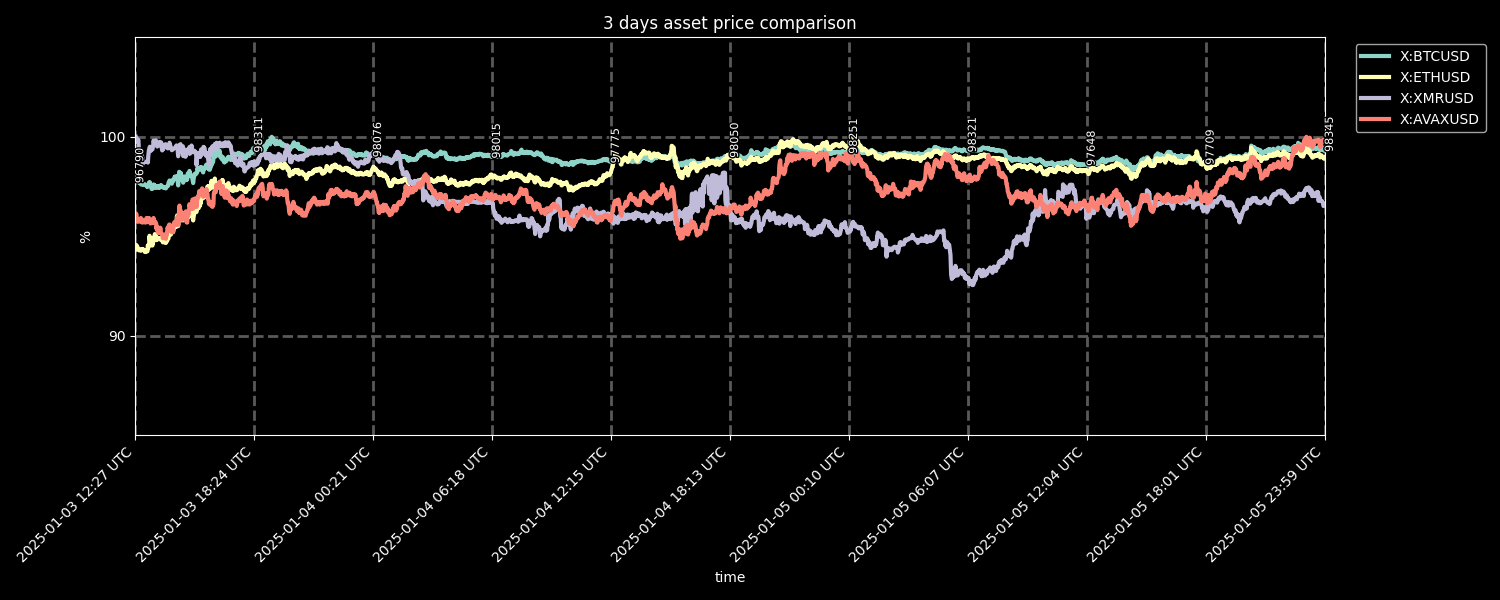 3 days asset price comparison
X:BTCUSD
X:ETHUSD
X:XMRUSD
X:AVAXUSD
100
90
%
96790
98311
98076
98015
97775
98050
98251
98321
97648
97709
98345
2025-01-03 12:27 UTC
2025-01-03 18:24 UTC
2025-01-04 00:21 UTC
2025-01-04 06:18 UTC
2025-01-04 12:15 UTC
2025-01-04 18:13 UTC
2025-01-05 00:10 UTC
2025-01-05 06:07 UTC
2025-01-05 12:04 UTC
2025-01-05 18:01 UTC
2025-01-05 23:59 UTC
time